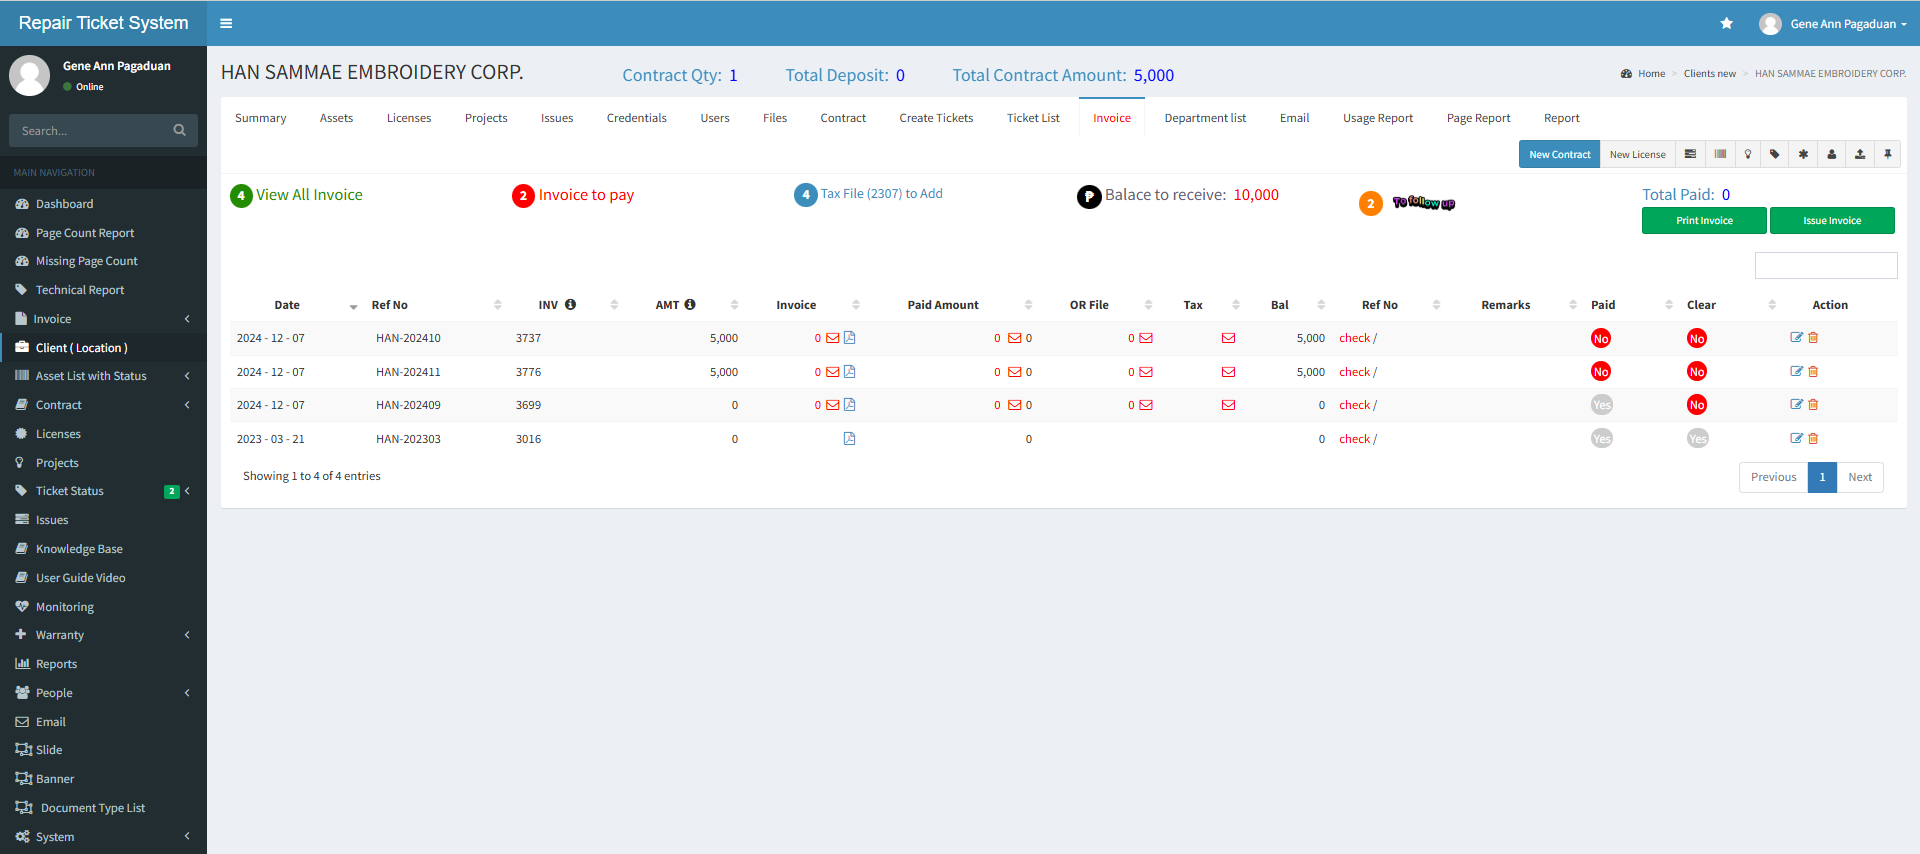 Repair Ticket System
Gene Ann Pagaduan
Gene Ann Pagaduan
Online
Search...
MAIN NAVIGATION
Dashboard
Page Count Report
Missing Page Count
Technical Report
Invoice
Client ( Location )
Asset List with Status
Contract
Licenses
Projects
Ticket Status 2
Issues
Knowledge Base
User Guide Video
Monitoring
Warranty
Reports
People
Email
Slide
Banner
Document Type List
System
HAN SAMMAE EMBROIDERY CORP. Contract Qty: 1 Total Deposit: 0 Total Contract Amount: 5,000
Home > Clients new > HAN SAMMAE EMBROIDERY CORP.
Summary Assets Licenses Projects Issues Credentials Users Files Contract Create Tickets Ticket List Invoice Department list Email Usage Report Page Report Report
New Contract New License
4 View All Invoice 2 Invoice to pay 4 Tax File (2307) to Add ₱ Balace to receive: 10,000 2 To follow up Total Paid: 0
Print Invoice Issue Invoice
Date Ref No INV AMT Invoice Paid Amount OR File Tax Bal Ref No Remarks Paid Clear Action
2024 - 12 - 07 HAN-202410 3737 5,000 0 0 0 0 5,000 check / No No
2024 - 12 - 07 HAN-202411 3776 5,000 0 0 0 0 5,000 check / No No
2024 - 12 - 07 HAN-202409 3699 0 0 0 0 0 0 check / Yes No
2023 - 03 - 21 HAN-202303 3016 0 0 0 check / Yes Yes
Showing 1 to 4 of 4 entries
Previous 1 Next